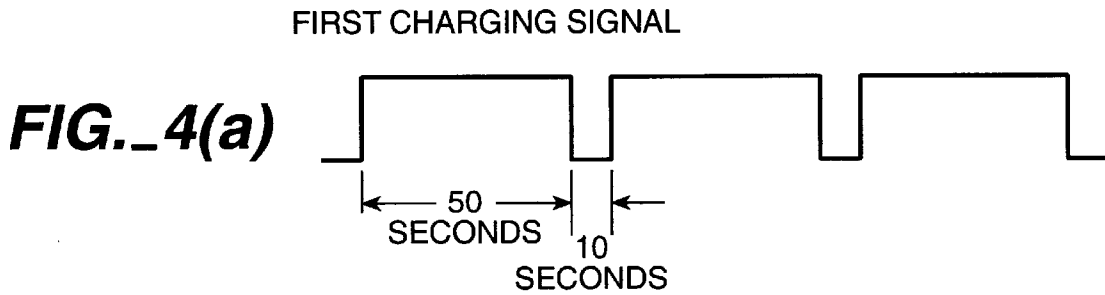 FIRST CHARGING SIGNAL
FIG._4(a)
50
SECONDS
10
SECONDS